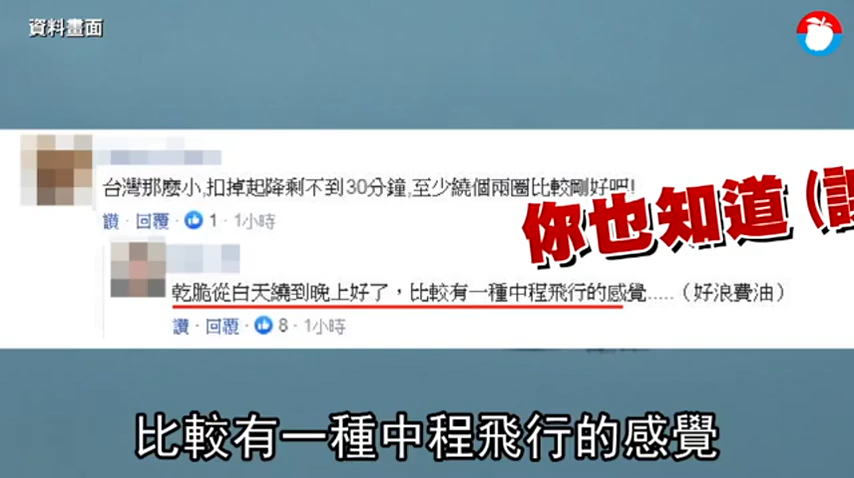 資料畫面
台灣那麼小,扣掉起降剩不到30分鐘,至少繞個兩圈比較剛好吧!
讚 · 回覆 · 1 · 1小時
你也知道(
乾脆從白天繞到晚上好了，比較有一種中程飛行的感覺.....（好浪費油）
讚 · 回覆 · 8 · 1小時
比較有一種中程飛行的感覺